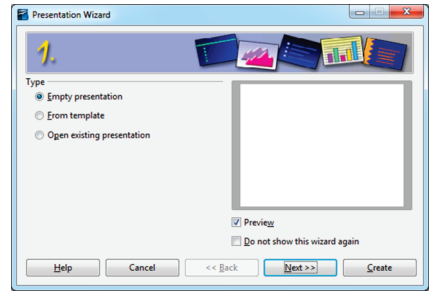 Presentation Wizard
1.
Type
Empty presentation
From template
Open existing presentation
Preview
Do not show this wizard again
Help
Cancel
<< Back
Next >>
Create